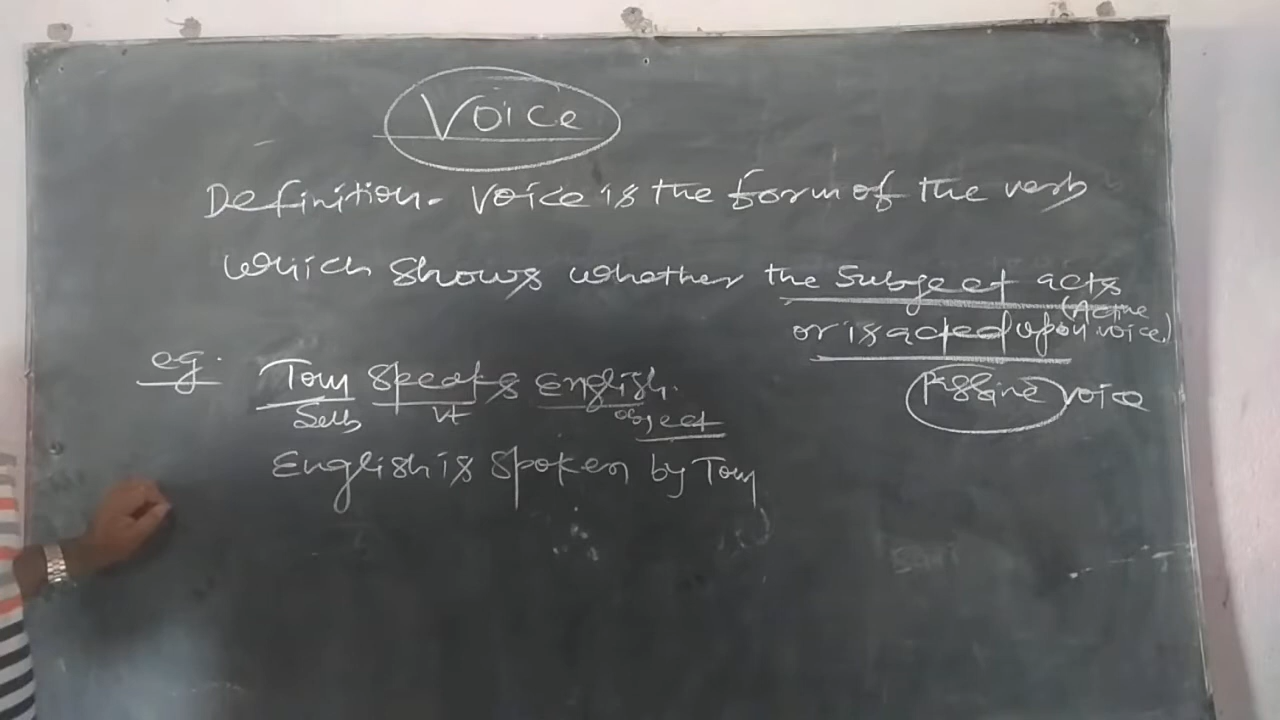 Voice
Definition. Voice is the form of the verb
which shows whether the Subject acts
(Active voice)
or is acted upon
Passive voice
eg. Tom Speaks English.
Sub Vt object
English is Spoken by Tom